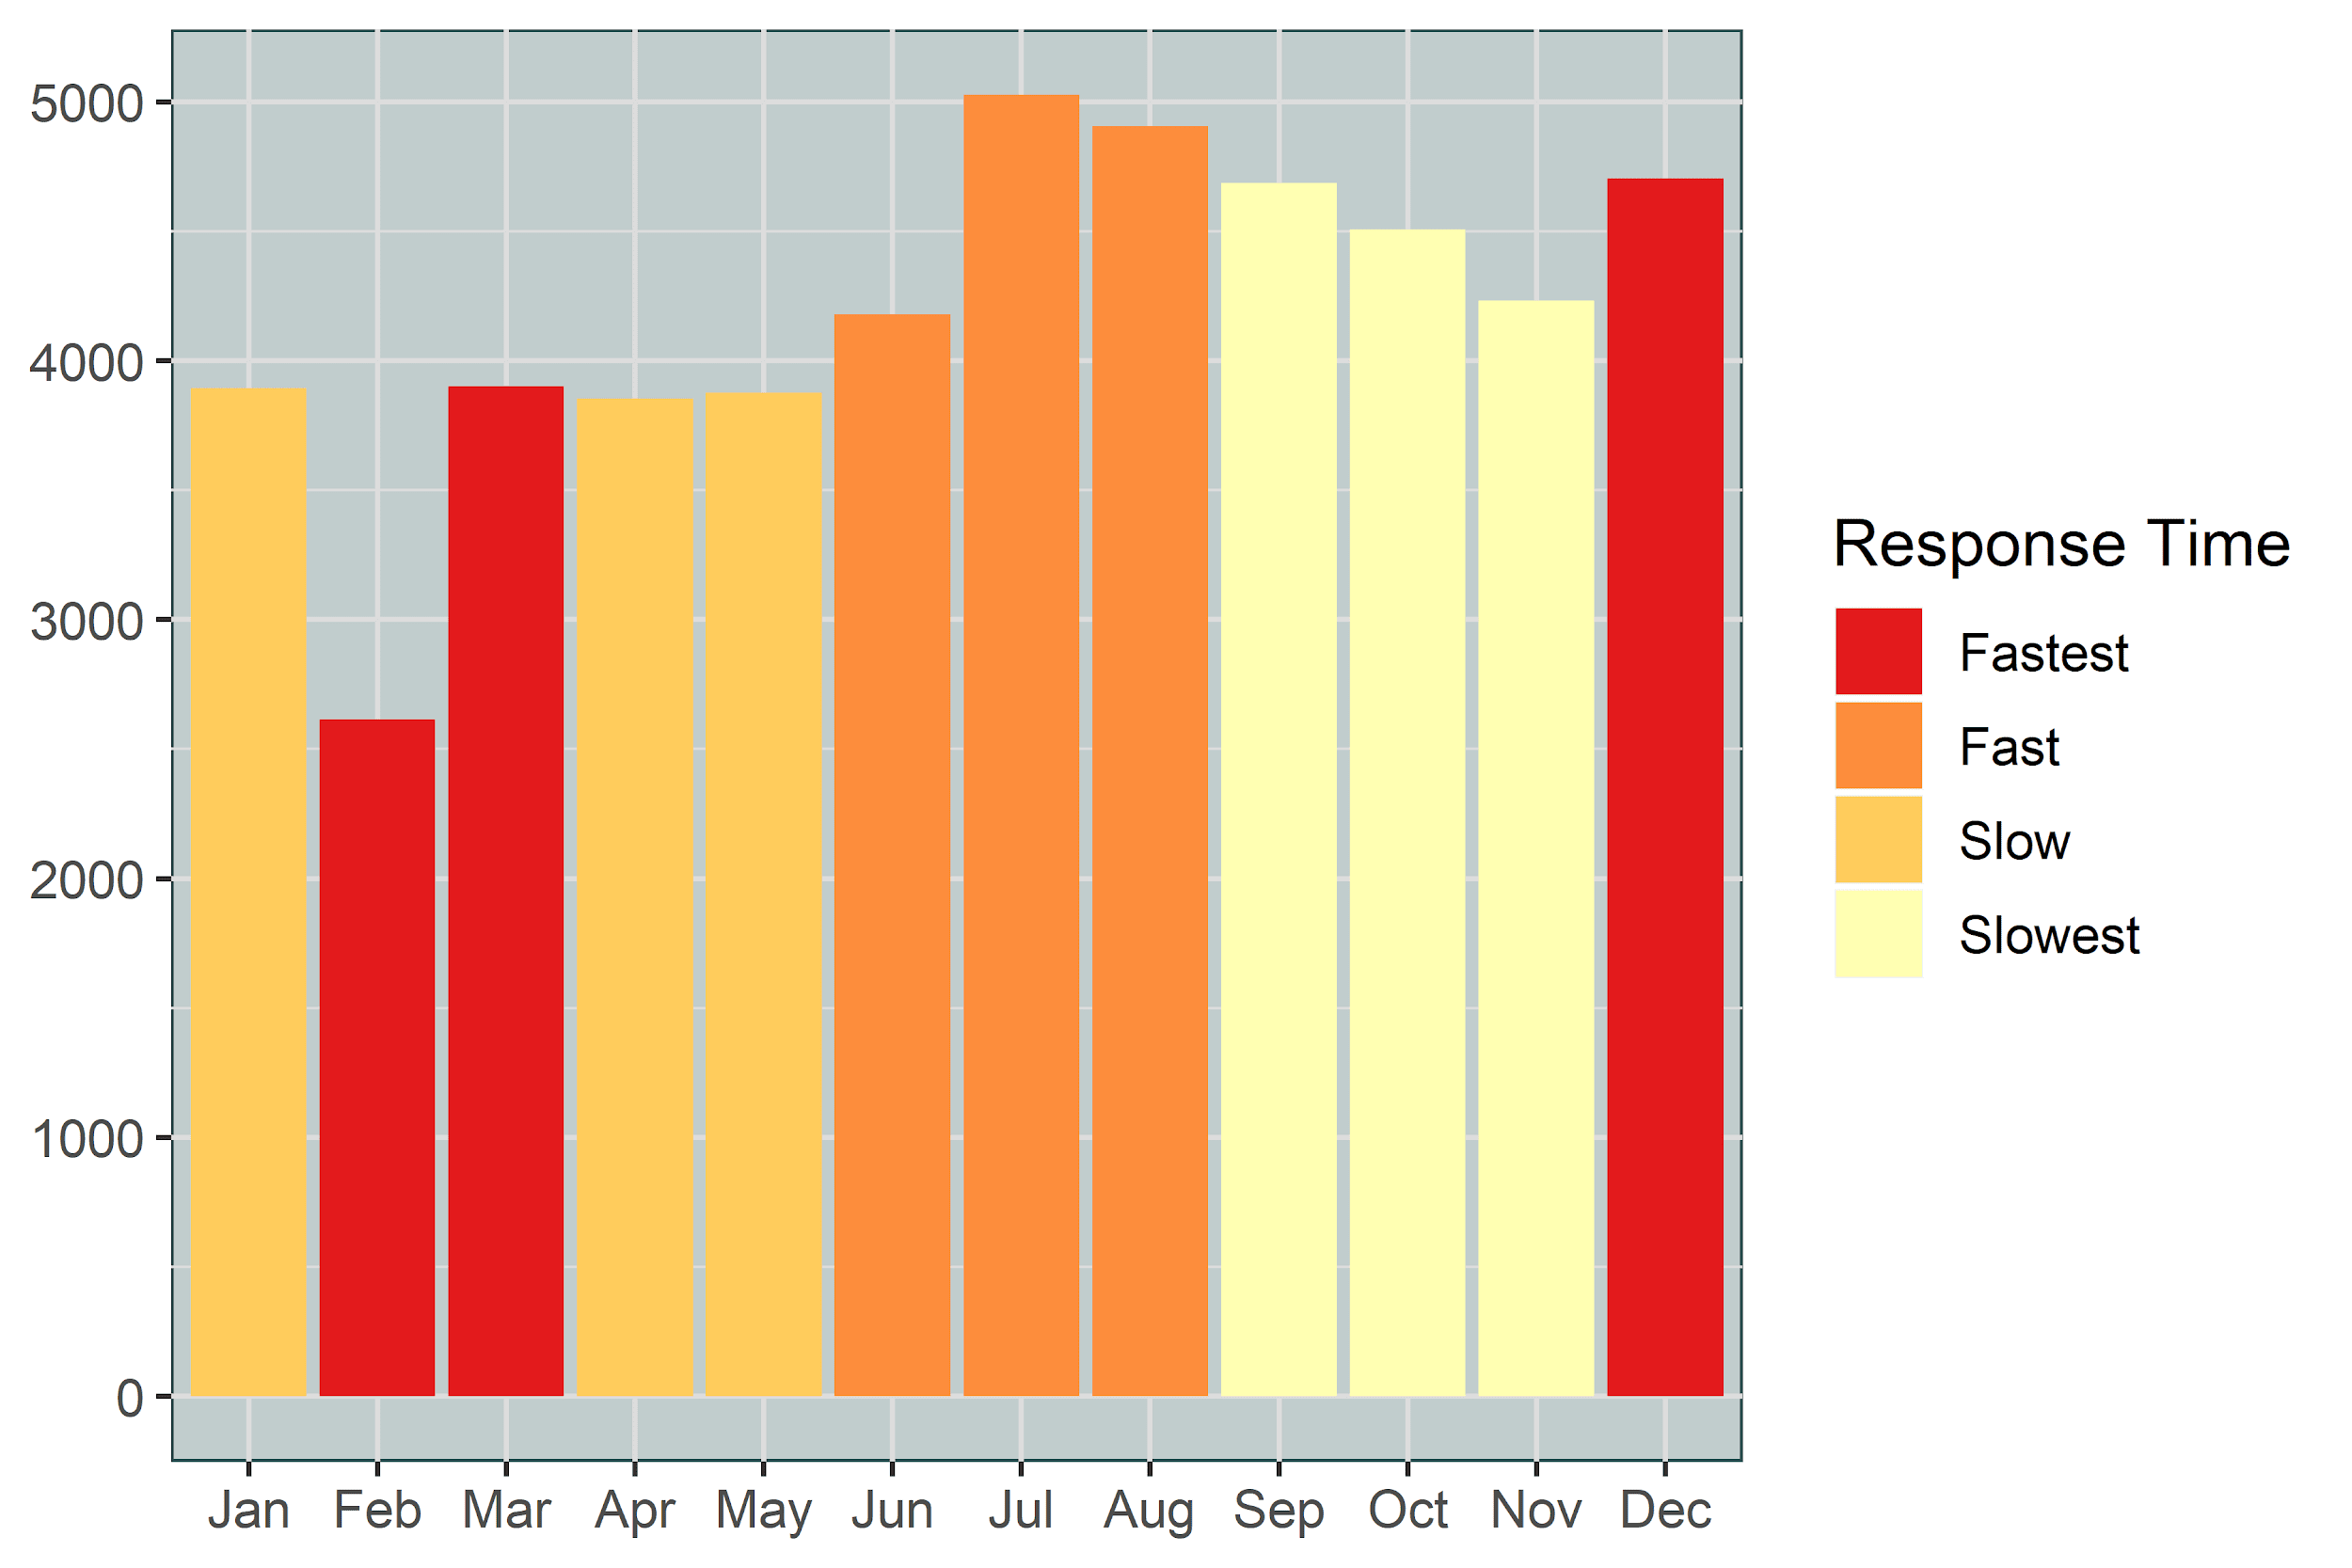 5000
4000
3000
2000
1000
0
Jan Feb Mar Apr May Jun Jul Aug Sep Oct Nov Dec
Response Time
Fastest
Fast
Slow
Slowest